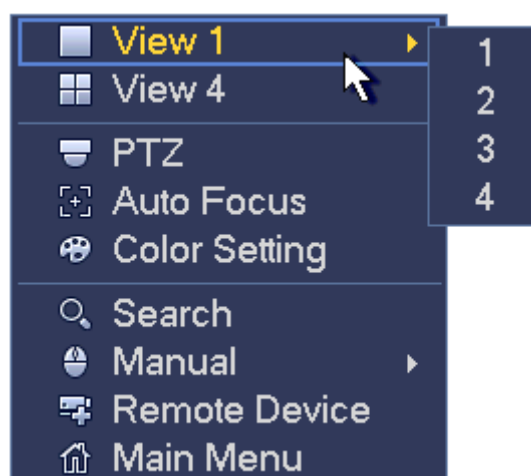 View 1
View 4
PTZ
Auto Focus
Color Setting
Search
Manual
Remote Device
Main Menu
1
2
3
4